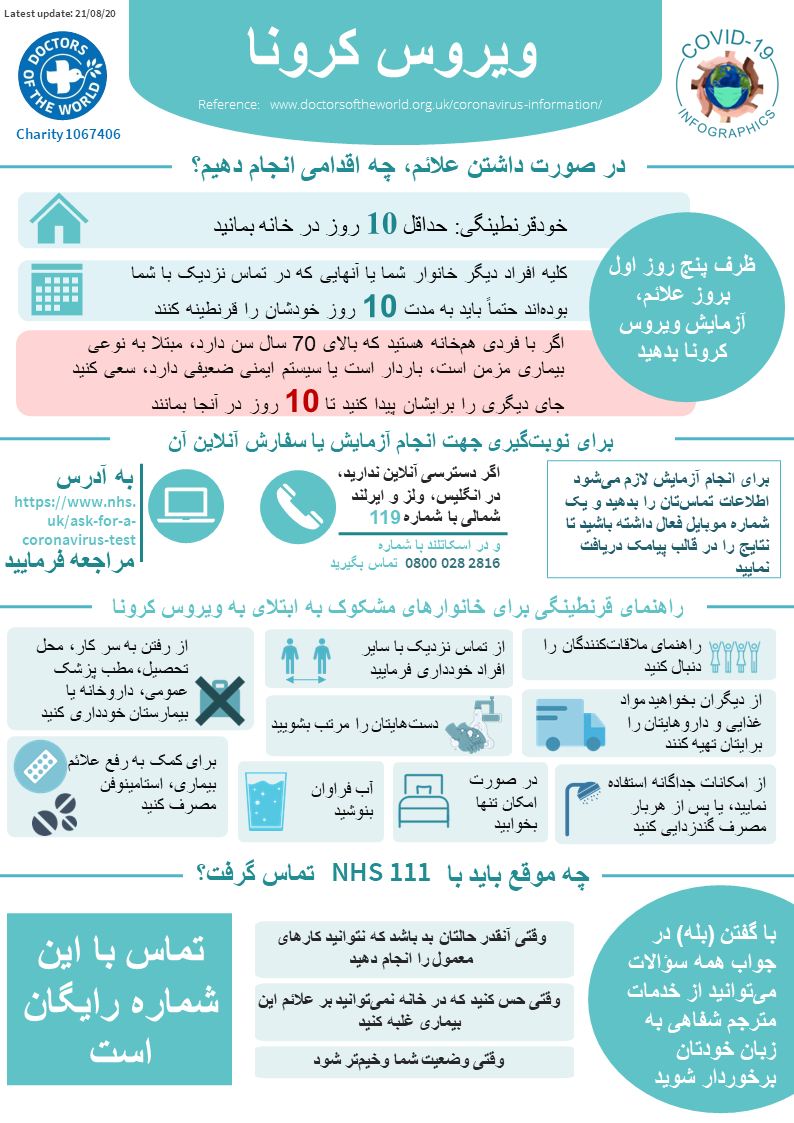 Latest update: 21/08/20
DOCTORS OF THE WORLD
Charity 1067406
ویروس کرونا
Reference: www.doctorsoftheworld.org.uk/coronavirus-information/
COVID-19
INFOGRAPHICS
در صورت داشتن علائم، چه اقدامی انجام دهیم؟
خودقرنطینگی: حداقل 10 روز در خانه بمانید
کلیه افراد دیگر خانوار شما یا آنهایی که در تماس نزدیک با شما
بوده‌اند حتماً باید به مدت 10 روز خودشان را قرنطینه کنند
اگر با فردی هم‌خانه هستید که بالای 70 سال سن دارد، مبتلا به نوعی
بیماری مزمن است، باردار است یا سیستم ایمنی ضعیفی دارد، سعی کنید
جای دیگری را برایشان پیدا کنید تا 10 روز در آنجا بمانند
ظرف پنج روز اول
بروز علائم،
آزمایش ویروس
کرونا بدهید
برای نوبت‌گیری جهت انجام آزمایش یا سفارش آنلاین آن
برای انجام آزمایش لازم می‌شود
اطلاعات تماس‌تان را بدهید و یک
شماره موبایل فعال داشته باشید تا
نتایج را در قالب پیامک دریافت
نمایید
اگر دسترسی آنلاین ندارید،
در انگلیس، ولز و ایرلند
شمالی با شماره 119
و در اسکاتلند با شماره
0800 028 2816 تماس بگیرید
به آدرس
https://www.nhs.
uk/ask-for-a-
coronavirus-test
مراجعه فرمایید
راهنمای قرنطینگی برای خانوارهای مشکوک به ابتلای به ویروس کرونا
راهنمای ملاقات‌کنندگان را
دنبال کنید
از تماس نزدیک با سایر
افراد خودداری فرمایید
از رفتن به سر کار، محل
تحصیل، مطب پزشک
عمومی، داروخانه یا
بیمارستان خودداری کنید
از دیگران بخواهید مواد
غذایی و داروهایتان را
برایتان تهیه کنند
دست‌هایتان را مرتب بشویید
برای کمک به رفع علائم
بیماری، استامینوفن
مصرف کنید
از امکانات جداگانه استفاده
نمایید، یا پس از هربار
مصرف گندزدایی کنید
در صورت
امکان تنها
بخوابید
آب فراوان
بنوشید
چه موقع باید با NHS 111 تماس گرفت؟
با گفتن (بله) در
جواب همه سؤالات
می‌توانید از خدمات
مترجم شفاهی به
زبان خودتان
برخوردار شوید
وقتی آنقدر حالتان بد باشد که نتوانید کارهای
معمول را انجام دهید
وقتی حس کنید که در خانه نمی‌توانید بر علائم این
بیماری غلبه کنید
وقتی وضعیت شما وخیم‌تر شود
تماس با این
شماره رایگان
است